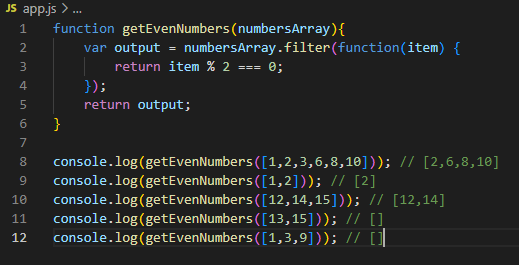 JS app.js > ...
1 function getEvenNumbers(numbersArray){
2     var output = numbersArray.filter(function(item) {
3         return item % 2 === 0;
4     });
5     return output;
6 }
7
8 console.log(getEvenNumbers([1,2,3,6,8,10])); // [2,6,8,10]
9 console.log(getEvenNumbers([1,2])); // [2]
10 console.log(getEvenNumbers([12,14,15])); // [12,14]
11 console.log(getEvenNumbers([13,15])); // []
12 console.log(getEvenNumbers([1,3,9])); // []